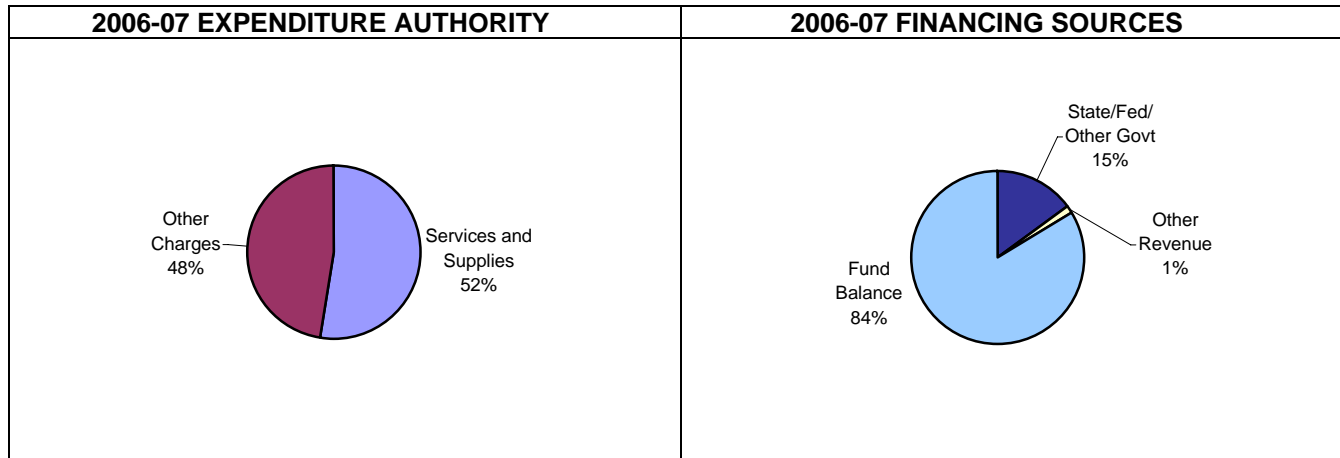 2006-07 EXPENDITURE AUTHORITY
2006-07 FINANCING SOURCES
Other
Charges
48%
Services and
Supplies
52%
State/Fed/
Other Govt
15%
Other
Revenue
1%
Fund
Balance
84%